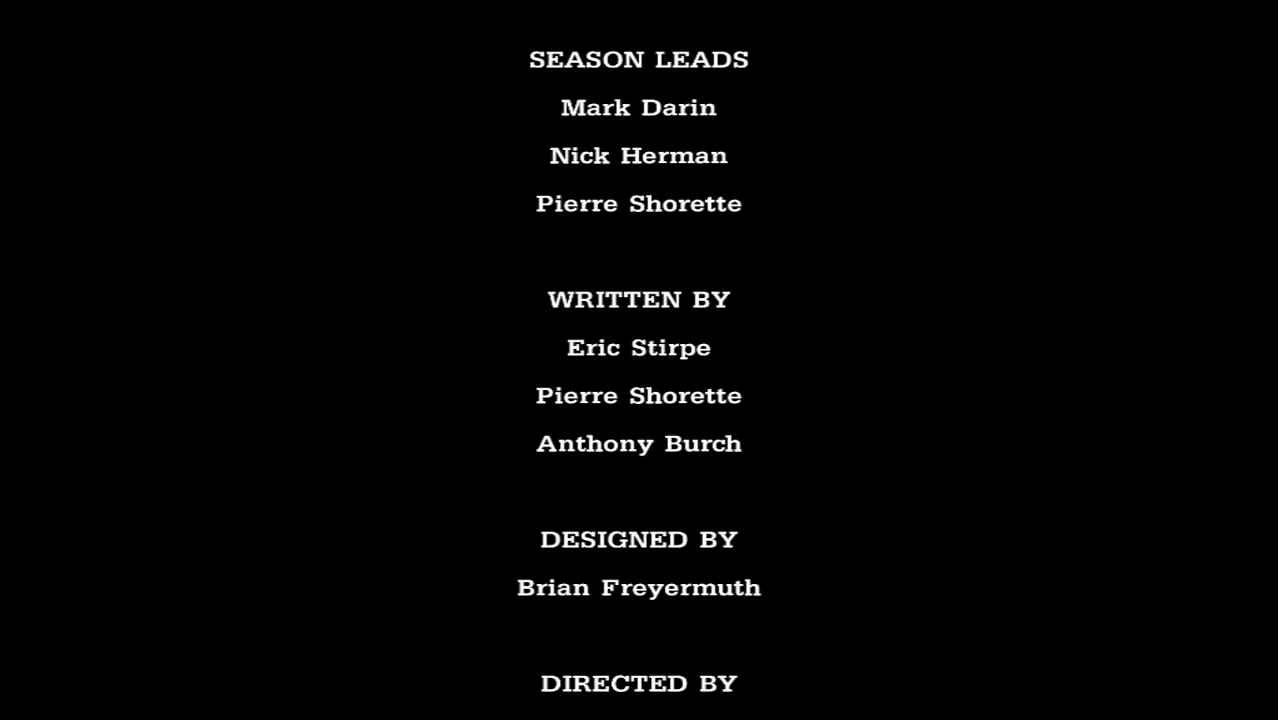 SEASON LEADS
Mark Darin
Nick Herman
Pierre Shorette
WRITTEN BY
Eric Stirpe
Pierre Shorette
Anthony Burch
DESIGNED BY
Brian Freyermuth
DIRECTED BY